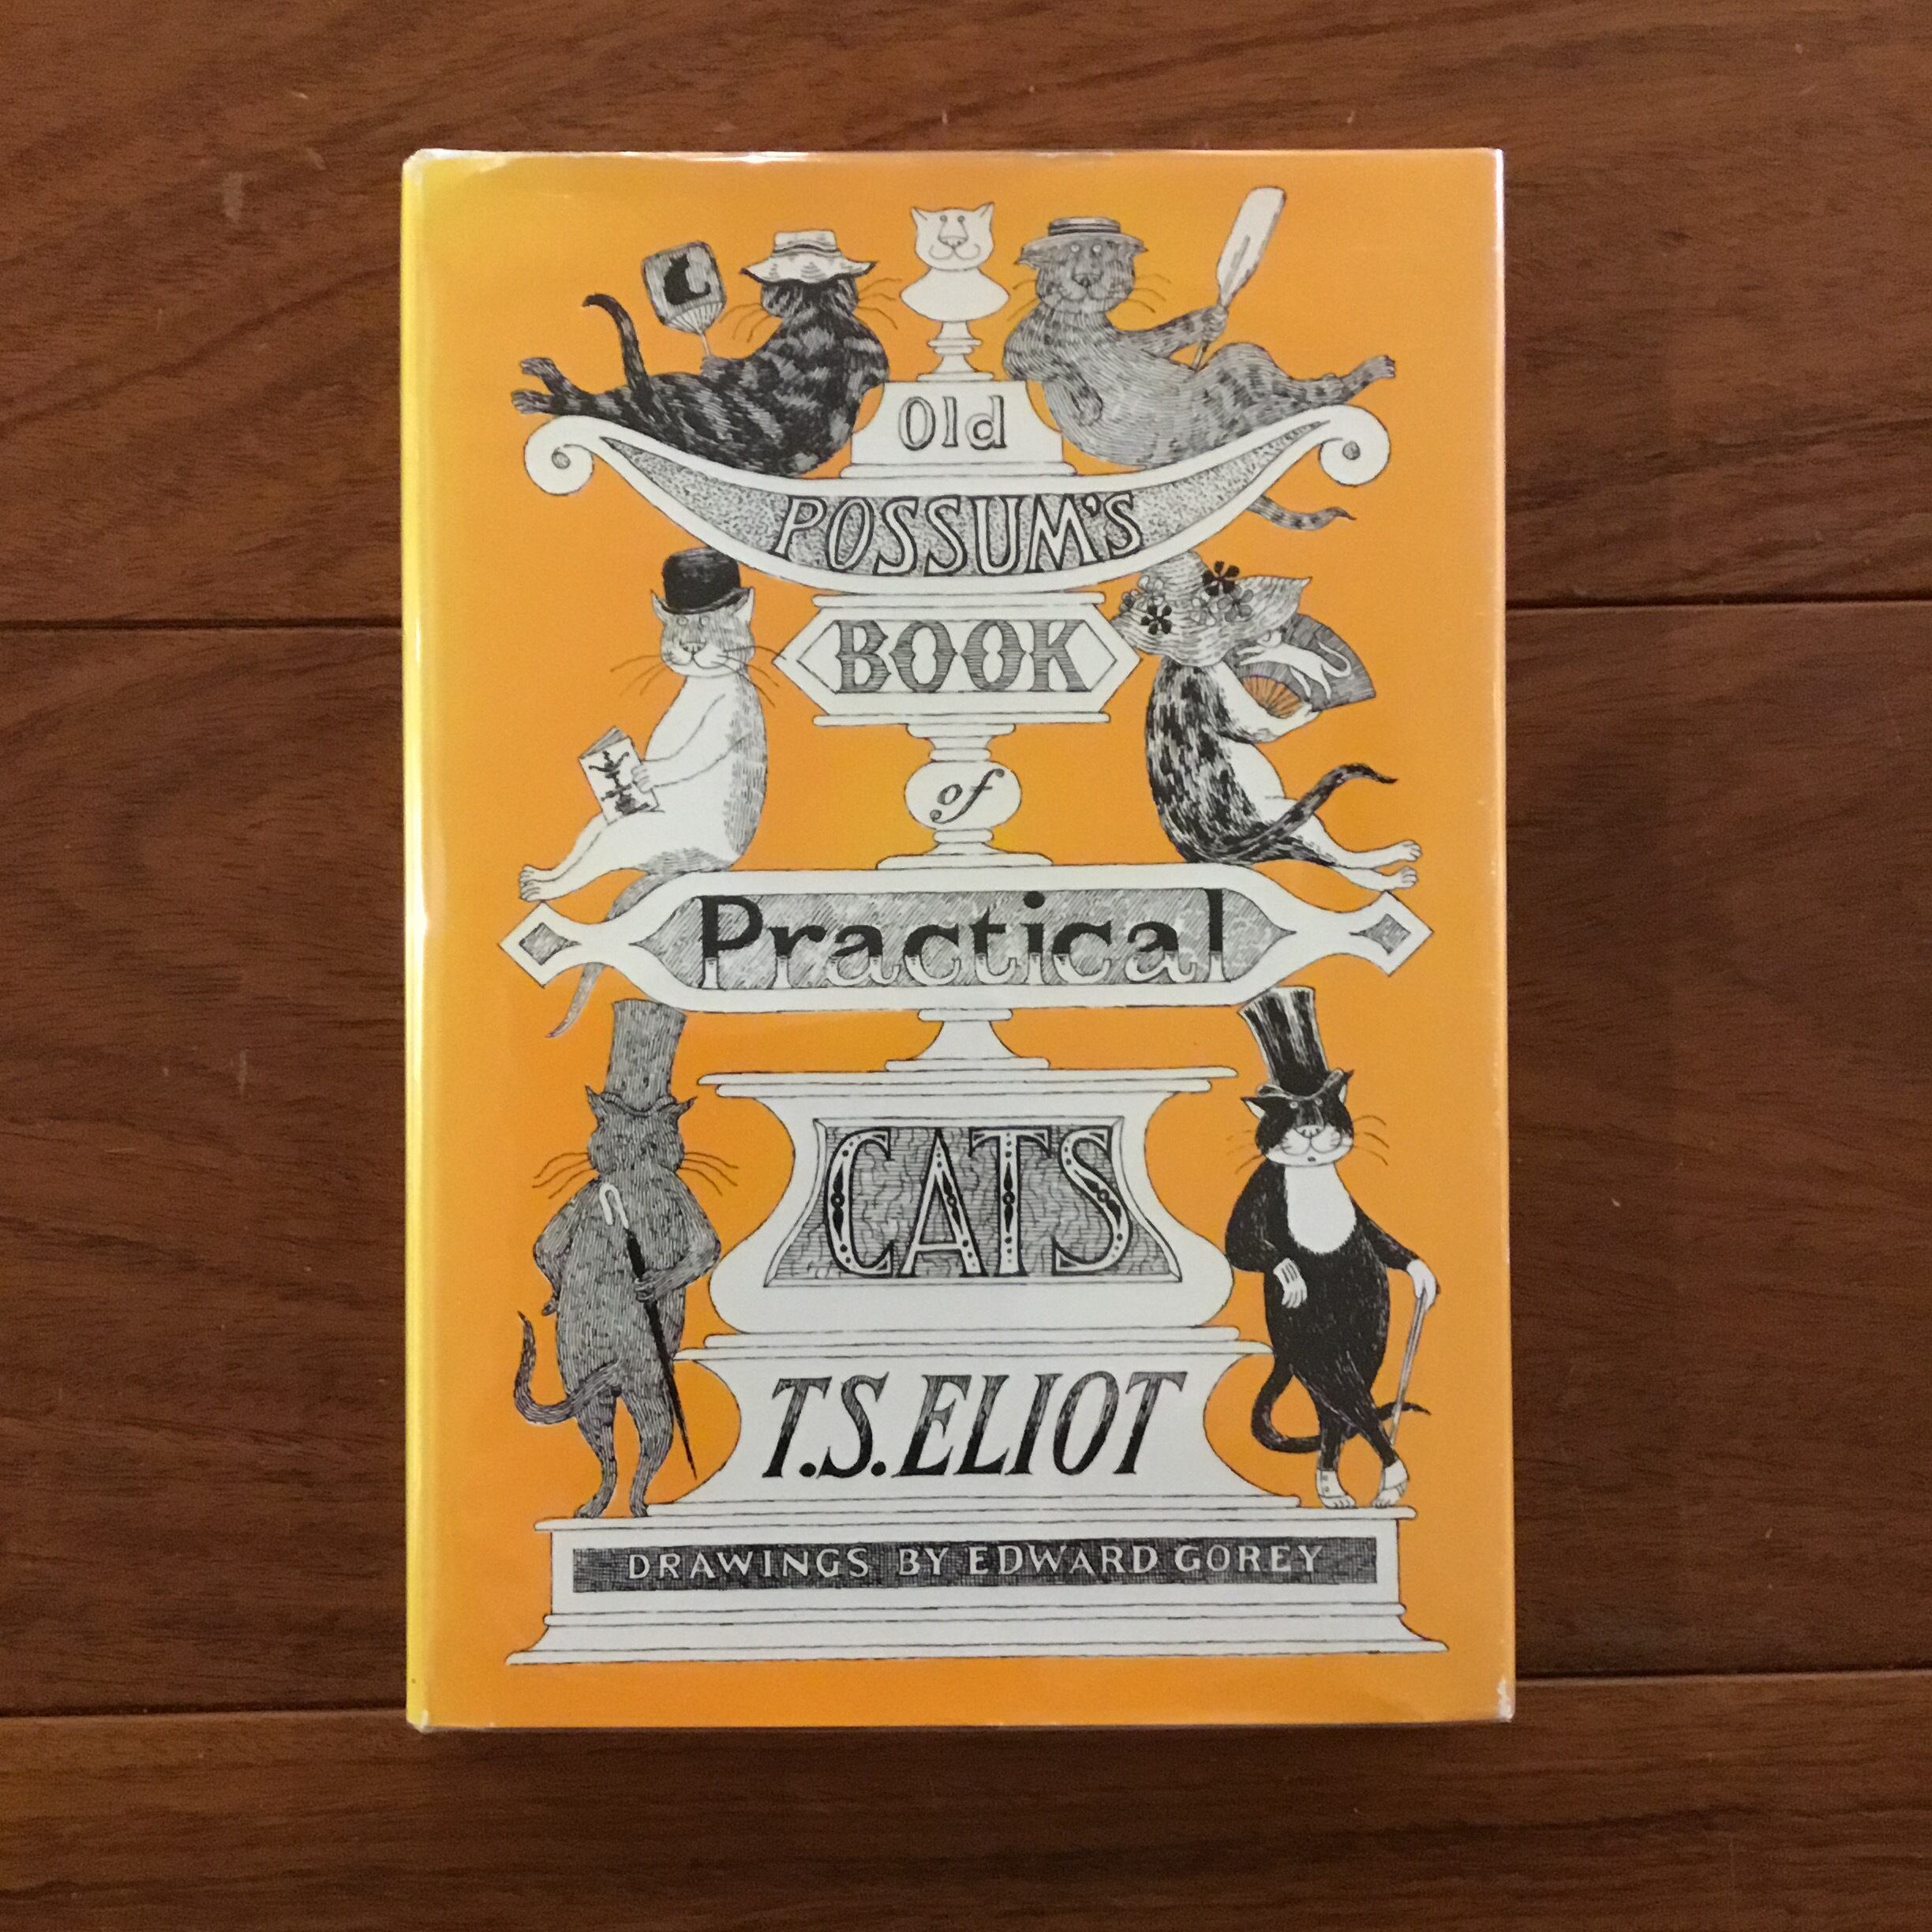 Old
POSSUM'S
BOOK
of
Practical
CATS
T.S. ELIOT
DRAWINGS BY EDWARD GOREY